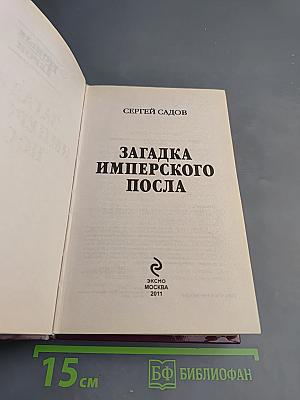 СЕРГЕЙ САДОВ
ЗАГАДКА
ИМПЕРСКОГО
ПОСЛА
ЭКСМО
МОСКВА
2011
15 см
БФ БИБЛИОФАН